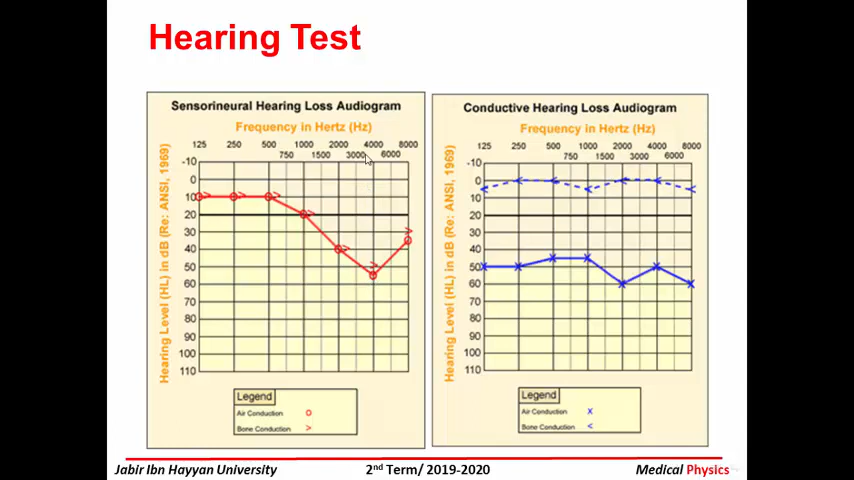 Hearing Test
Sensorineural Hearing Loss Audiogram
Frequency in Hertz (Hz)
125 250 500 1000 2000 4000 8000
750 1500 3000 6000
Hearing Level (HL) in dB (Re: ANSI, 1969)
-10
0
10
20
30
40
50
60
70
80
90
100
110
Legend
Air Conduction O
Bone Conduction >
Conductive Hearing Loss Audiogram
Frequency in Hertz (Hz)
125 250 500 1000 2000 4000 8000
750 1500 3000 6000
Hearing Level (HL) in dB (Re: ANSI, 1969)
-10
0
10
20
30
40
50
60
70
80
90
100
110
Legend
Air Conduction X
Bone Conduction <
Jabir Ibn Hayyan University 2nd Term/ 2019-2020 Medical Physics